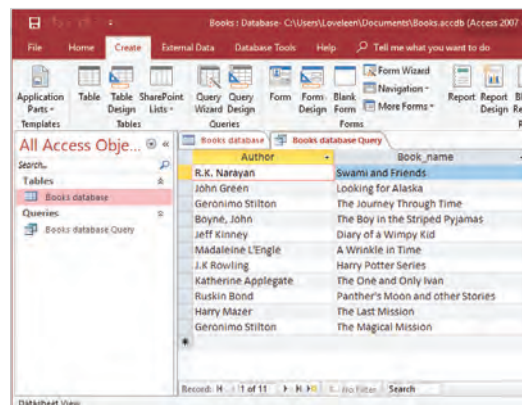 Books : Database- C:\Users\Loveleen\Documents\Books.accdb (Access 2007
File Home Create External Data Database Tools Help Tell me what you want to do
Application Parts Table Table Design SharePoint Lists Query Wizard Query Design Form Form Design Blank Form Form Wizard Navigation More Forms Report Report Design
Templates Tables Queries Forms
All Access Obje...
Search..
Tables
Books database
Queries
Books database Query
Books database Books database Query
Author Book_name
R.K. Narayan Swami and Friends
John Green Looking for Alaska
Geronimo Stilton The Journey Through Time
Boyne, John The Boy in the Striped Pyjamas
Jeff Kinney Diary of a Wimpy Kid
Madaleine L'Engle A Wrinkle in Time
J.K Rowling Harry Potter Series
Katherine Applegate The One and Only Ivan
Ruskin Bond Panther's Moon and other Stories
Harry Mazer The Last Mission
Geronimo Stilton The Magical Mission
Record: 1 of 11 No Filter Search
Datasheet View